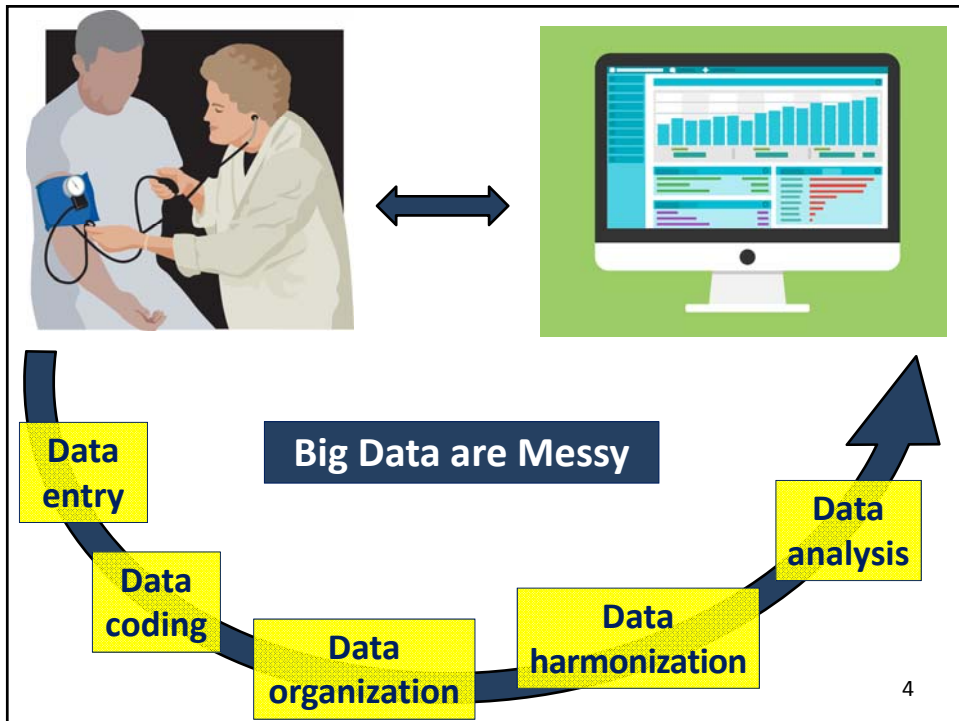 Big Data are Messy
Data
entry
Data
coding
Data
organization
Data
harmonization
Data
analysis
4